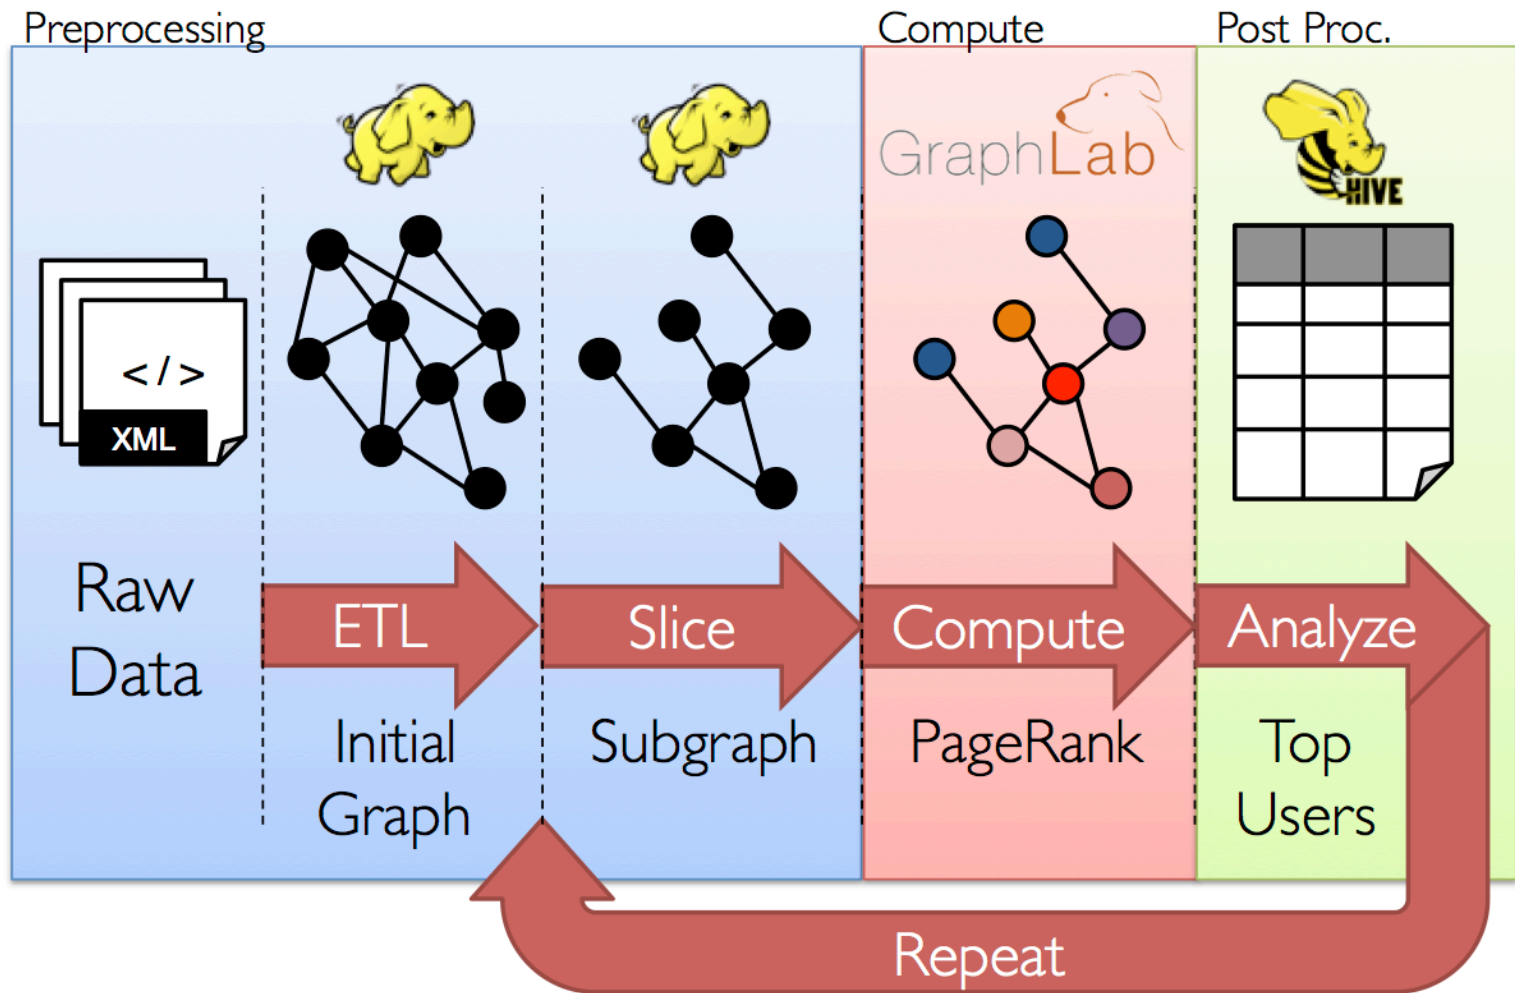 Preprocessing
Compute
Post Proc.
GraphLab
HIVE
</>
XML
Raw
Data
ETL
Slice
Compute
Analyze
Initial
Graph
Subgraph
PageRank
Top
Users
Repeat